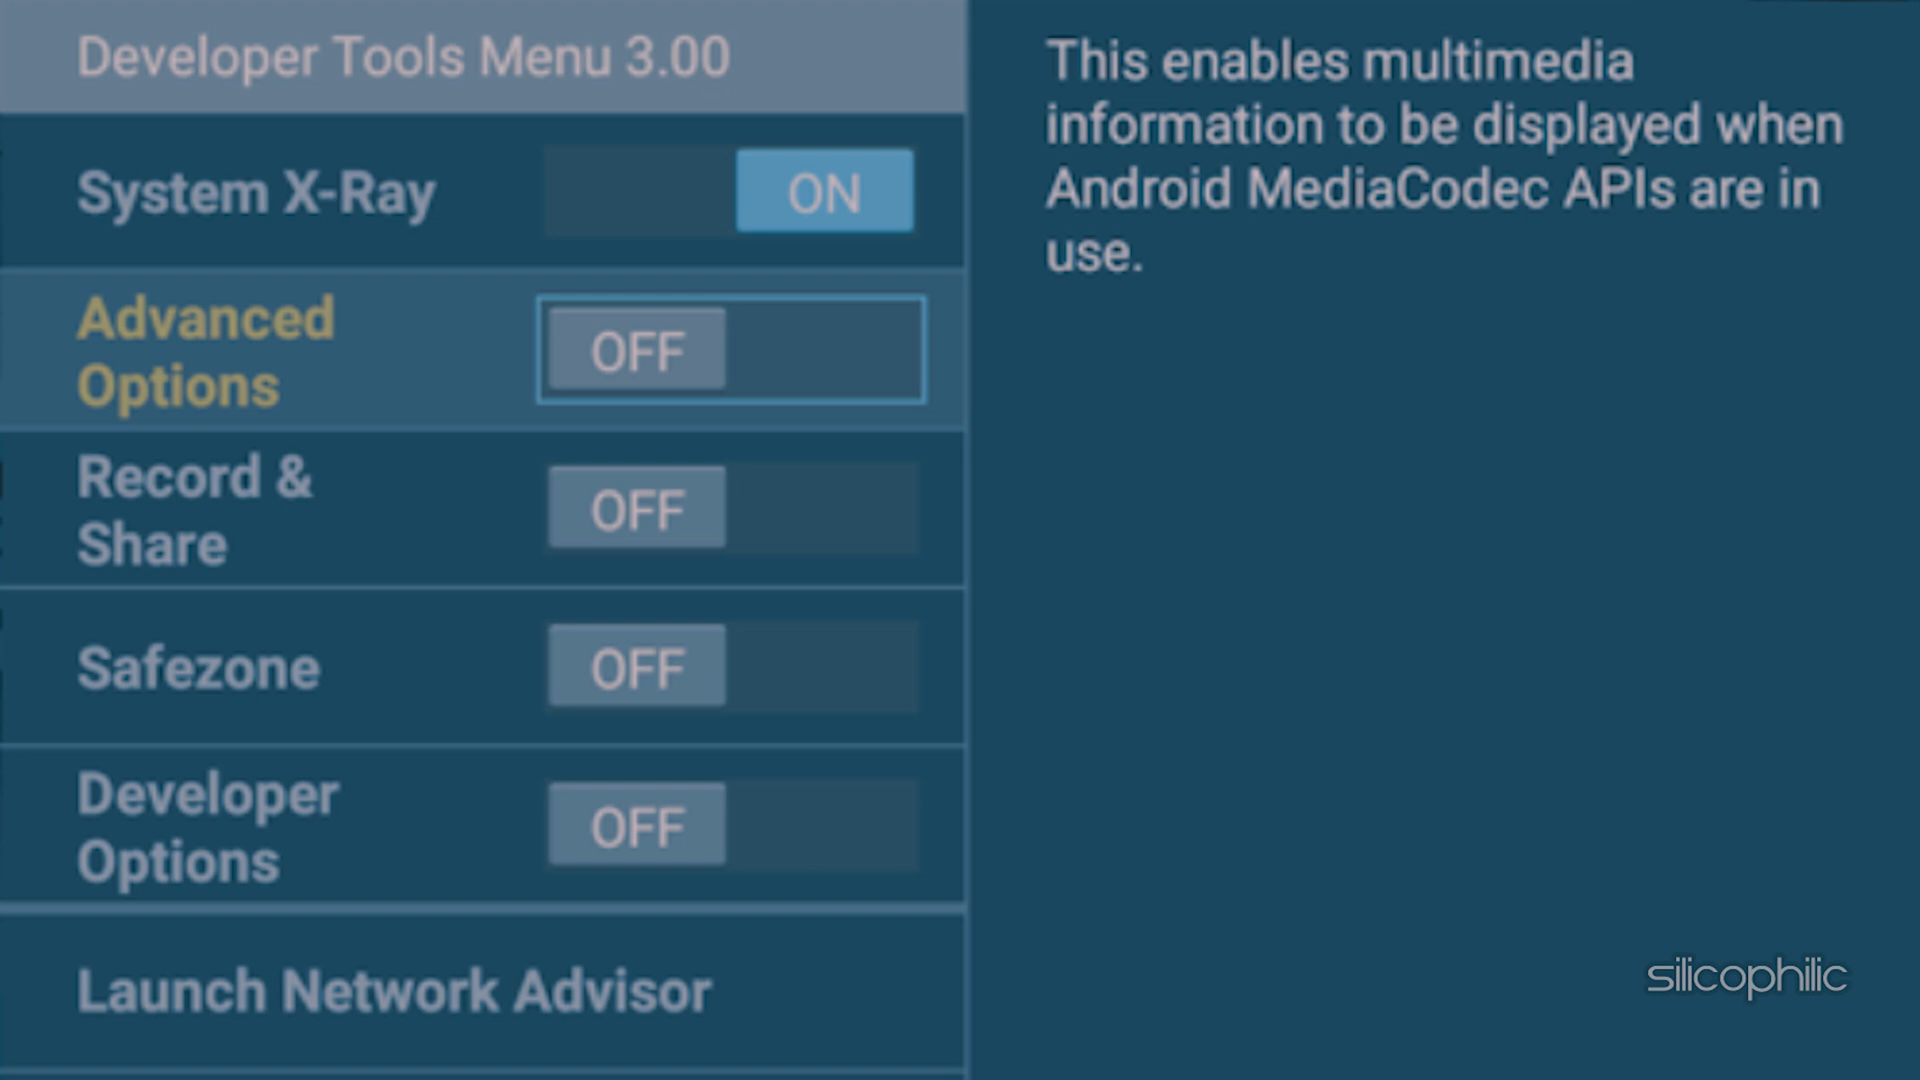 Developer Tools Menu 3.00
System X-Ray
ON
Advanced
Options
OFF
Record &
Share
OFF
Safezone
OFF
Developer
Options
OFF
Launch Network Advisor
This enables multimedia
information to be displayed when
Android MediaCodec APIs are in
use.
silicophilic